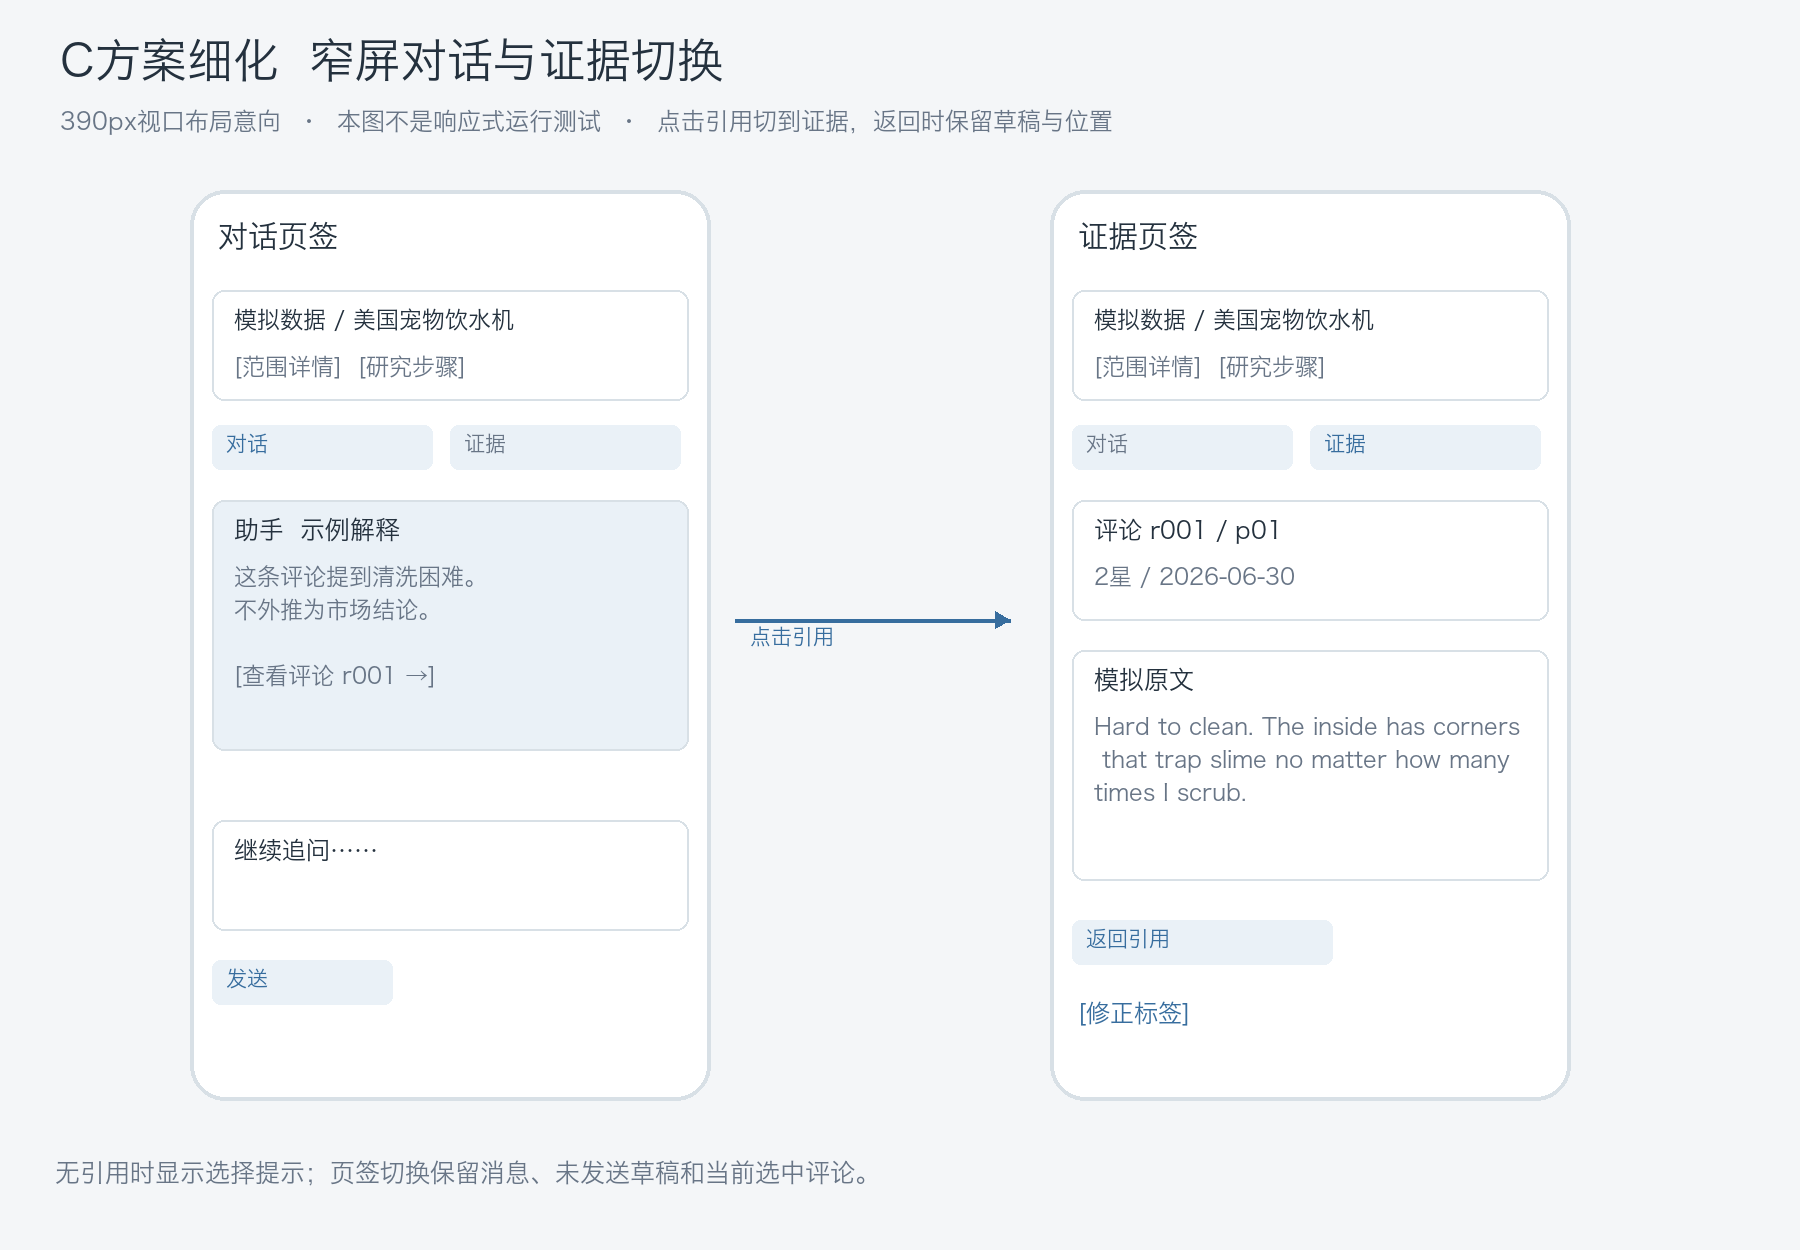 C方案细化 窄屏对话与证据切换
390px视口布局意向 · 本图不是响应式运行测试 · 点击引用切到证据，返回时保留草稿与位置
对话页签
模拟数据 / 美国宠物饮水机
[范围详情] [研究步骤]
对话 证据
助手 示例解释
这条评论提到清洗困难。
不外推为市场结论。
[查看评论 r001 →]
继续追问……
发送
点击引用
证据页签
模拟数据 / 美国宠物饮水机
[范围详情] [研究步骤]
对话 证据
评论 r001 / p01
2星 / 2026-06-30
模拟原文
Hard to clean. The inside has corners
that trap slime no matter how many
times I scrub.
返回引用
[修正标签]
无引用时显示选择提示；页签切换保留消息、未发送草稿和当前选中评论。